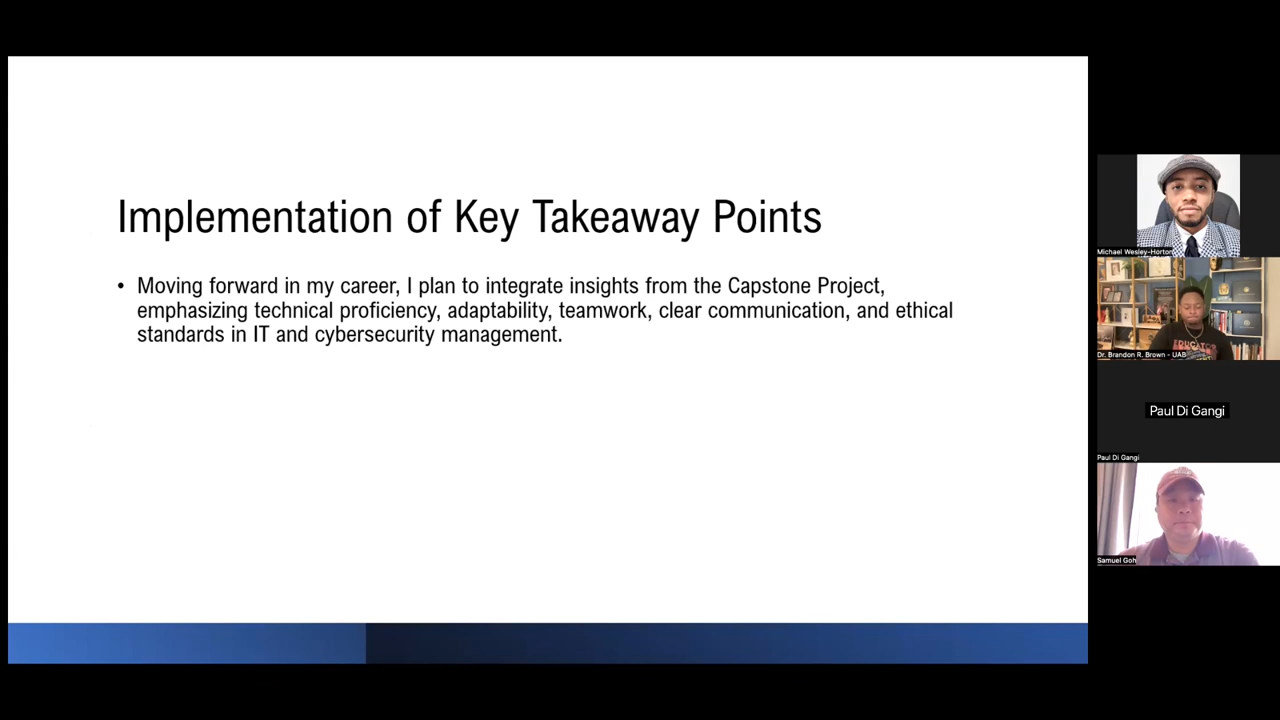 Implementation of Key Takeaway Points
• Moving forward in my career, I plan to integrate insights from the Capstone Project,
emphasizing technical proficiency, adaptability, teamwork, clear communication, and ethical
standards in IT and cybersecurity management.
Michael Wesley-Horton
EDUCATOR
Dr. Brandon R. Brown - UAB
Paul Di Gangi
Paul Di Gangi
Samuel Goh